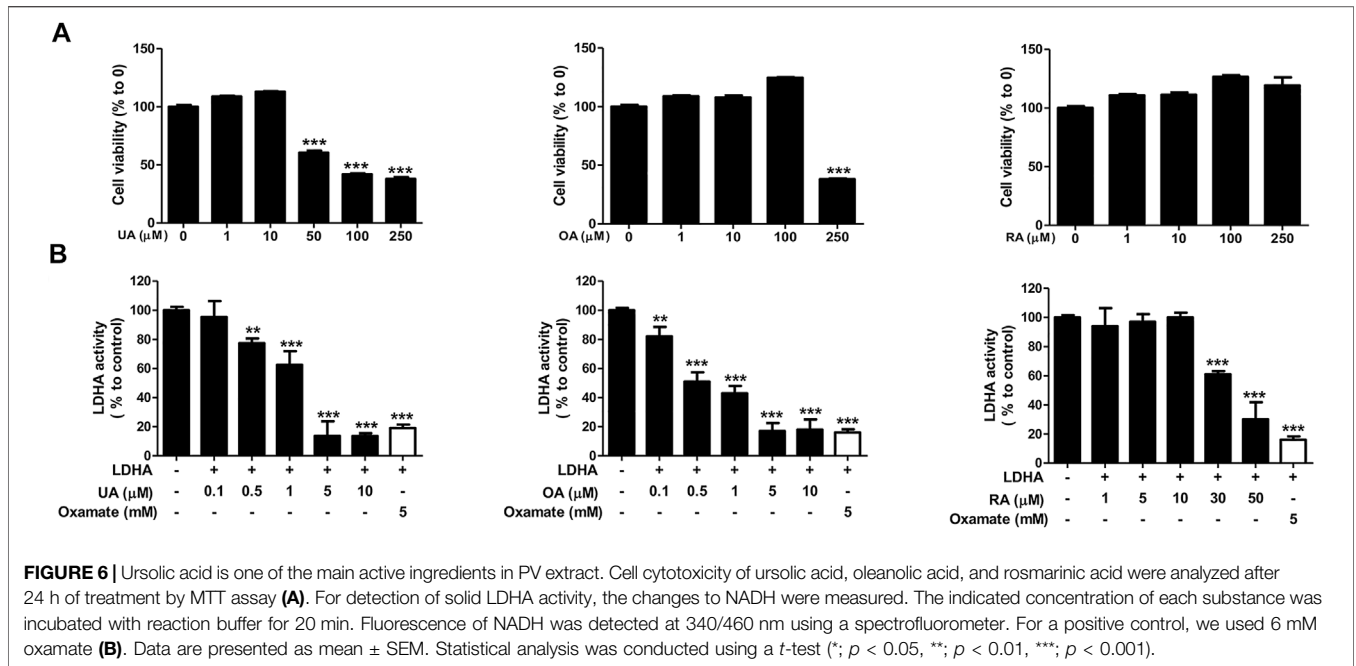 A
Cell viability (% to 0)
150
100
50
0
***
***
***
UA (μM) 0 1 10 50 100 250
Cell viability (% to 0)
150
100
50
0
***
OA (μM) 0 1 10 100 250
Cell viability (% to 0)
150
100
50
0
RA (μM) 0 1 10 100 250
B
LDHA activity
( % to control)
120
100
80
60
40
20
0
**
***
***
***
***
LDHA - + + + + + +
UA (μM) - 0.1 0.5 1 5 10 -
Oxamate (mM) - - - - - - 5
LDHA activity
( % to control)
120
100
80
60
40
20
0
**
***
***
***
***
***
LDHA - + + + + + +
OA (μM) - 0.1 0.5 1 5 10 -
Oxamate (mM) - - - - - - 5
LDHA activity
( % to control)
120
100
80
60
40
20
0
***
***
***
LDHA - + + + + + +
RA (μM) - 1 5 10 30 50 -
Oxamate (mM) - - - - - - 5
FIGURE 6 | Ursolic acid is one of the main active ingredients in PV extract. Cell cytotoxicity of ursolic acid, oleanolic acid, and rosmarinic acid were analyzed after
24 h of treatment by MTT assay (A). For detection of solid LDHA activity, the changes to NADH were measured. The indicated concentration of each substance was
incubated with reaction buffer for 20 min. Fluorescence of NADH was detected at 340/460 nm using a spectrofluorometer. For a positive control, we used 6 mM
oxamate (B). Data are presented as mean ± SEM. Statistical analysis was conducted using a t-test (*; p < 0.05, **; p < 0.01, ***; p < 0.001).